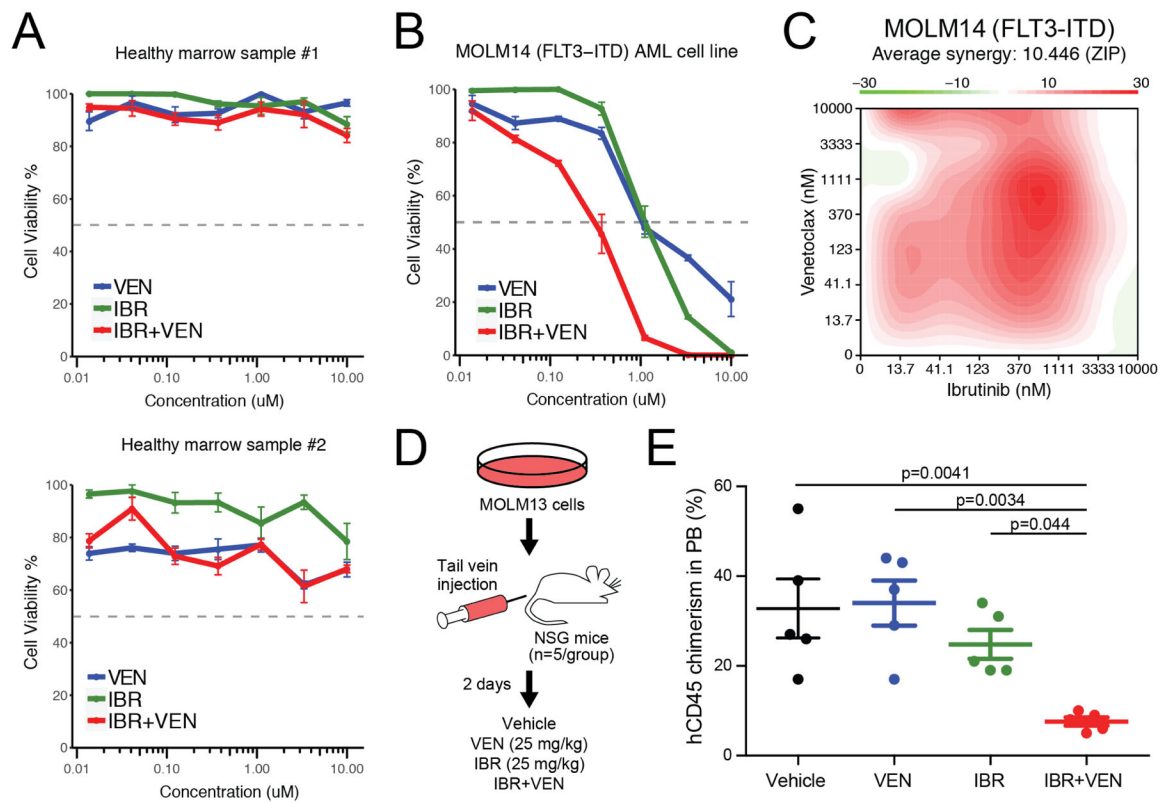 A
Healthy marrow sample #1
Cell Viability %
100
80
60
40
20
0
VEN
IBR
IBR+VEN
0.01 0.10 1.00 10.00
Concentration (uM)
Healthy marrow sample #2
Cell Viability %
100
80
60
40
20
0
VEN
IBR
IBR+VEN
0.01 0.10 1.00 10.00
Concentration (uM)
B
MOLM14 (FLT3−ITD) AML cell line
Cell Viability (%)
100
80
60
40
20
0
VEN
IBR
IBR+VEN
0.01 0.10 1.00 10.00
Concentration (uM)
C
MOLM14 (FLT3-ITD)
Average synergy: 10.446 (ZIP)
−30 −10 10 30
Venetoclax (nM)
10000
3333
1111
370
123
41.1
13.7
0
0 13.7 41.1 123 370 1111 3333 10000
Ibrutinib (nM)
D
MOLM13 cells
Tail vein
injection
NSG mice
(n=5/group)
2 days
Vehicle
VEN (25 mg/kg)
IBR (25 mg/kg)
IBR+VEN
E
hCD45 chimerism in PB (%)
60
40
20
0
p=0.0041
p=0.0034
p=0.044
Vehicle VEN IBR IBR+VEN